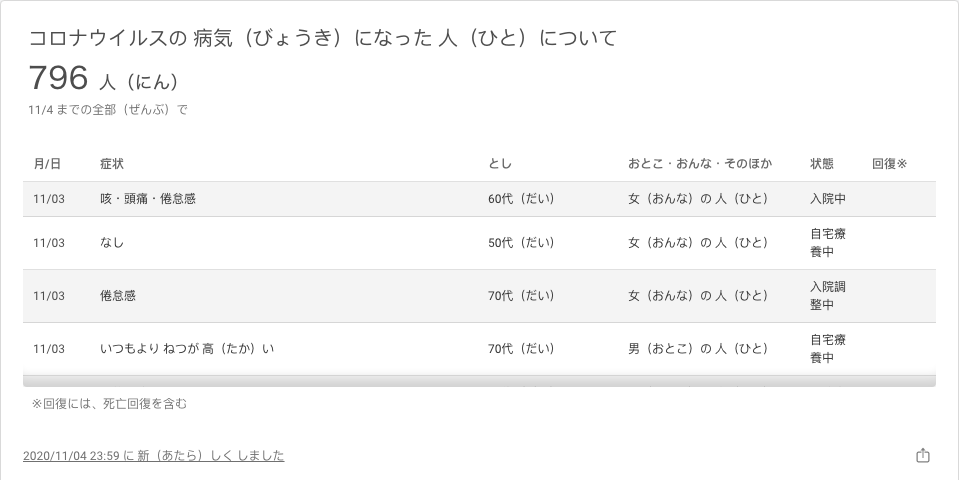 コロナウイルスの 病気（びょうき）になった 人（ひと）について
796 人（にん）
11/4 までの全部（ぜんぶ）で
月/日 症状 とし おとこ・おんな・そのほか 状態 回復※
11/03 咳・頭痛・倦怠感 60代（だい） 女（おんな）の 人（ひと） 入院中
11/03 なし 50代（だい） 女（おんな）の 人（ひと） 自宅療
養中
11/03 倦怠感 70代（だい） 女（おんな）の 人（ひと） 入院調
整中
11/03 いつもより ねつが 高（たか）い 70代（だい） 男（おとこ）の 人（ひと） 自宅療
養中
※回復には、死亡回復を含む
2020/11/04 23:59 に 新（あたら）しく しました